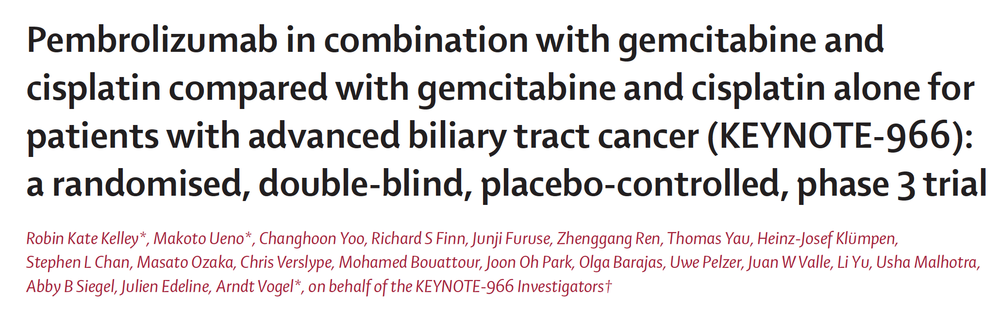 Pembrolizumab in combination with gemcitabine and
cisplatin compared with gemcitabine and cisplatin alone for
patients with advanced biliary tract cancer (KEYNOTE-966):
a randomised, double-blind, placebo-controlled, phase 3 trial
Robin Kate Kelley*, Makoto Ueno*, Changhoon Yoo, Richard S Finn, Junji Furuse, Zhenggang Ren, Thomas Yau, Heinz-Josef Klümpen,
Stephen L Chan, Masato Ozaka, Chris Verslype, Mohamed Bouattour, Joon Oh Park, Olga Barajas, Uwe Pelzer, Juan W Valle, Li Yu, Usha Malhotra,
Abby B Siegel, Julien Edeline, Arndt Vogel*, on behalf of the KEYNOTE-966 Investigators†